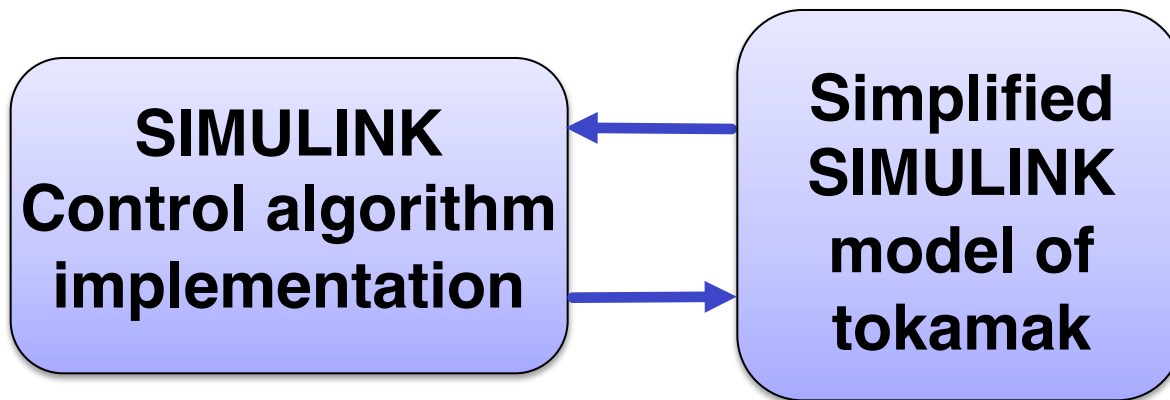 SIMULINK
Control algorithm
implementation
Simplified
SIMULINK
model of
tokamak